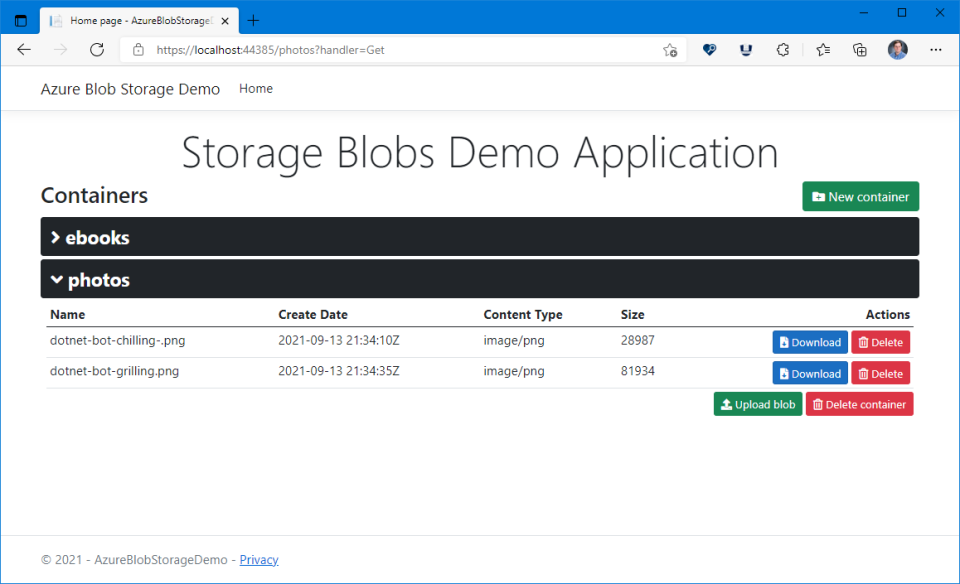 Home page - AzureBlobStorageD
https://localhost:44385/photos?handler=Get
Azure Blob Storage Demo Home
Storage Blobs Demo Application
Containers New container
ebooks
photos
Name Create Date Content Type Size Actions
dotnet-bot-chilling-.png 2021-09-13 21:34:10Z image/png 28987 Download Delete
dotnet-bot-grilling.png 2021-09-13 21:34:35Z image/png 81934 Download Delete
Upload blob Delete container
© 2021 - AzureBlobStorageDemo - Privacy